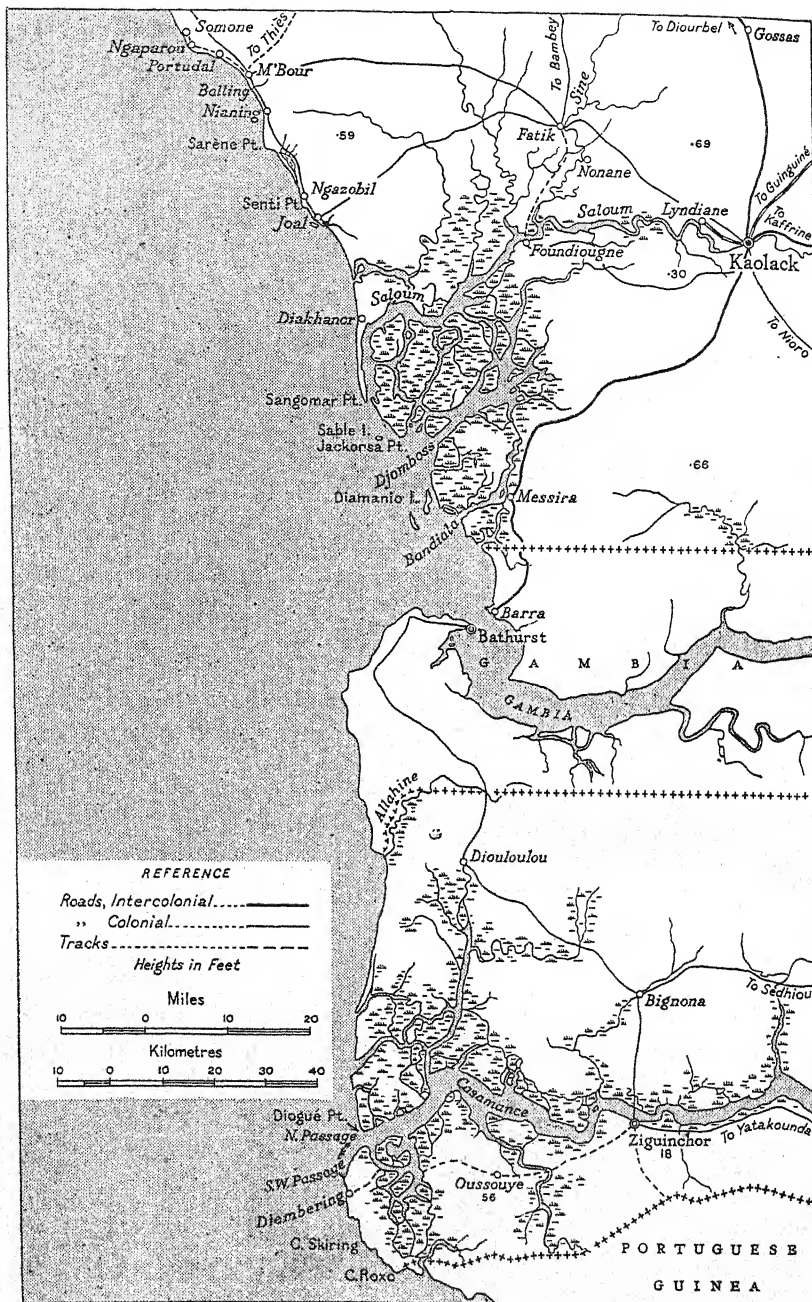 Somone
Ngaparou
Portudal
To Thiès
M'Bour
Balling
Nianing
Sarène Pt.
Ngazobil
Senti Pt.
Joal
·59
To Bambey
Sine
To Diourbel
Gossas
Fatik
·69
Nonane
To Guinguiné
To Kaffrine
Saloum
Lyndiane
Foundiougne
Kaolack
·30
To Nioro
Saloum
Diakhanor
Sangomar Pt.
Sable I.
Jackorsa Pt.
Djomboss
·66
Diamanio I.
Messira
Bandiala
Barra
Bathurst
G A M B I A
GAMBIA
Allahine
G
Diouloulou
REFERENCE
Roads, Intercolonial
" Colonial
Tracks
Heights in Feet
Miles
10 0 10 20
Kilometres
10 0 10 20 30 40
Bignona
To Sédhiou
Diogué Pt.
N. Passage
Casamance
Ziguinchor
18
To Yatakounda
S.W. Passage
Oussouye
56
Djembering
C. Skiring
C. Roxo
PORTUGUESE
GUINEA